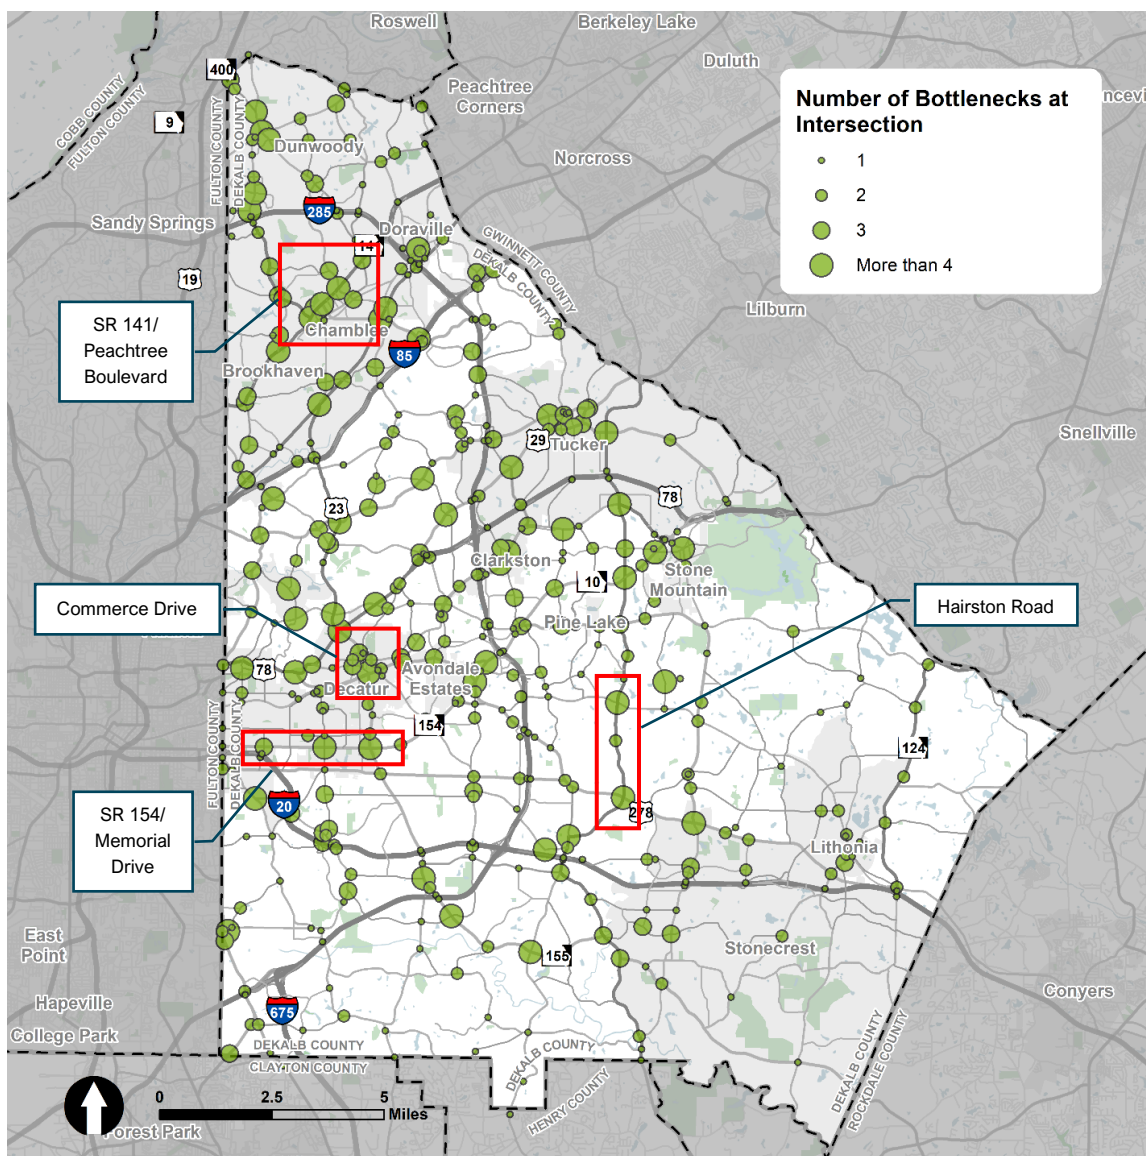 Roswell
Berkeley Lake
Duluth
400
Peachtree
Corners
COBB COUNTY
FULTON COUNTY
9
Number of Bottlenecks at
Intersection
1
2
3
More than 4
Dunwoody
Norcross
FULTON COUNTY
DEKALB COUNTY
Sandy Springs
285
Doraville
14
GWINNETT COUNTY
DEKALB COUNTY
19
Lilburn
SR 141/
Peachtree
Boulevard
Chamblee
85
Brookhaven
Snellville
29
Tucker
78
23
Clarkston
10
Stone
Mountain
Commerce Drive
Hairston Road
Pine Lake
78
Avondale
Estates
Decatur
154
FULTON COUNTY
DEKALB COUNTY
124
20
278
SR 154/
Memorial
Drive
Lithonia
East
Point
155
Stonecrest
Hapeville
675
Conyers
College Park
DEKALB COUNTY
CLAYTON COUNTY
DEKALB COUNTY
HENRY COUNTY
DEKALB COUNTY
ROCKDALE COUNTY
0
2.5
5
Miles
Forest Park